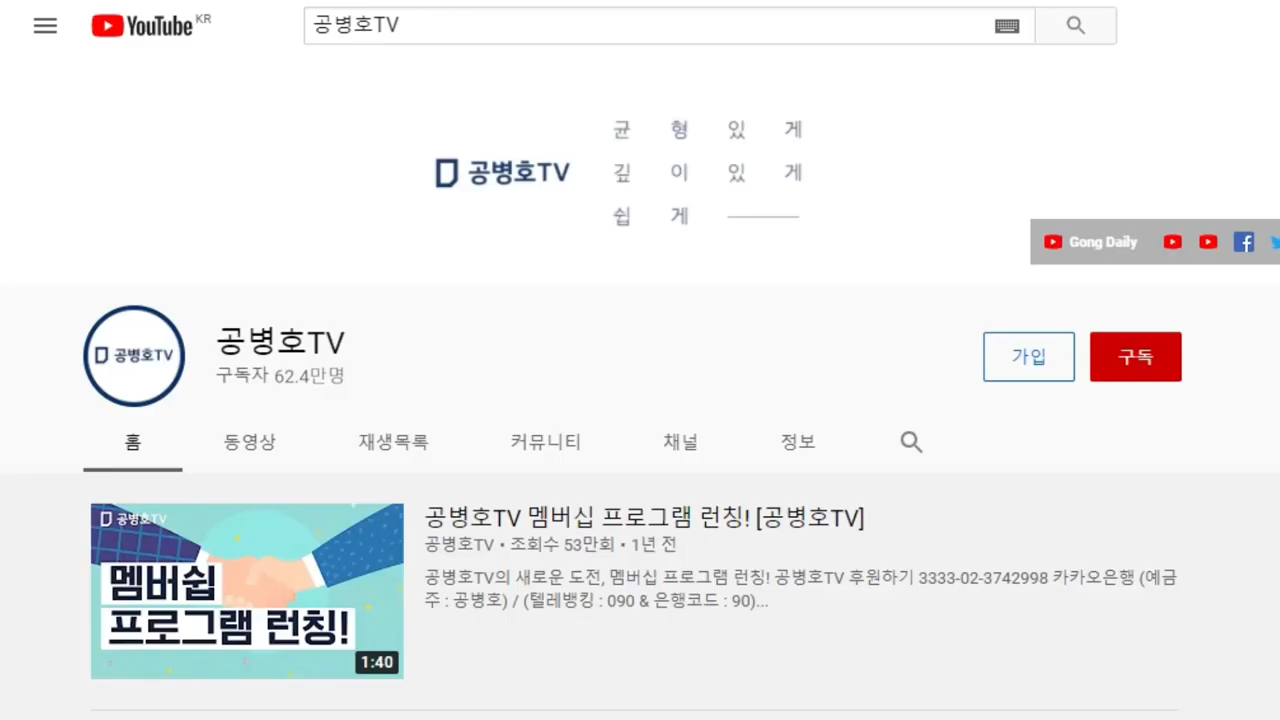 YouTube KR
공병호TV
균 형 있 게
공병호TV
깊 이 있 게
쉽 게
Gong Daily
공병호TV
공병호TV
구독자 62.4만명
가입
구독
홈
동영상
재생목록
커뮤니티
채널
정보
공병호TV
멤버쉽
프로그램 런칭!
1:40
공병호TV 멤버십 프로그램 런칭! [공병호TV]
공병호TV • 조회수 53만회 • 1년 전
공병호TV의 새로운 도전, 멤버십 프로그램 런칭! 공병호TV 후원하기 3333-02-3742998 카카오은행 (예금
주 : 공병호) / (텔레뱅킹 : 090 & 은행코드 : 90)...